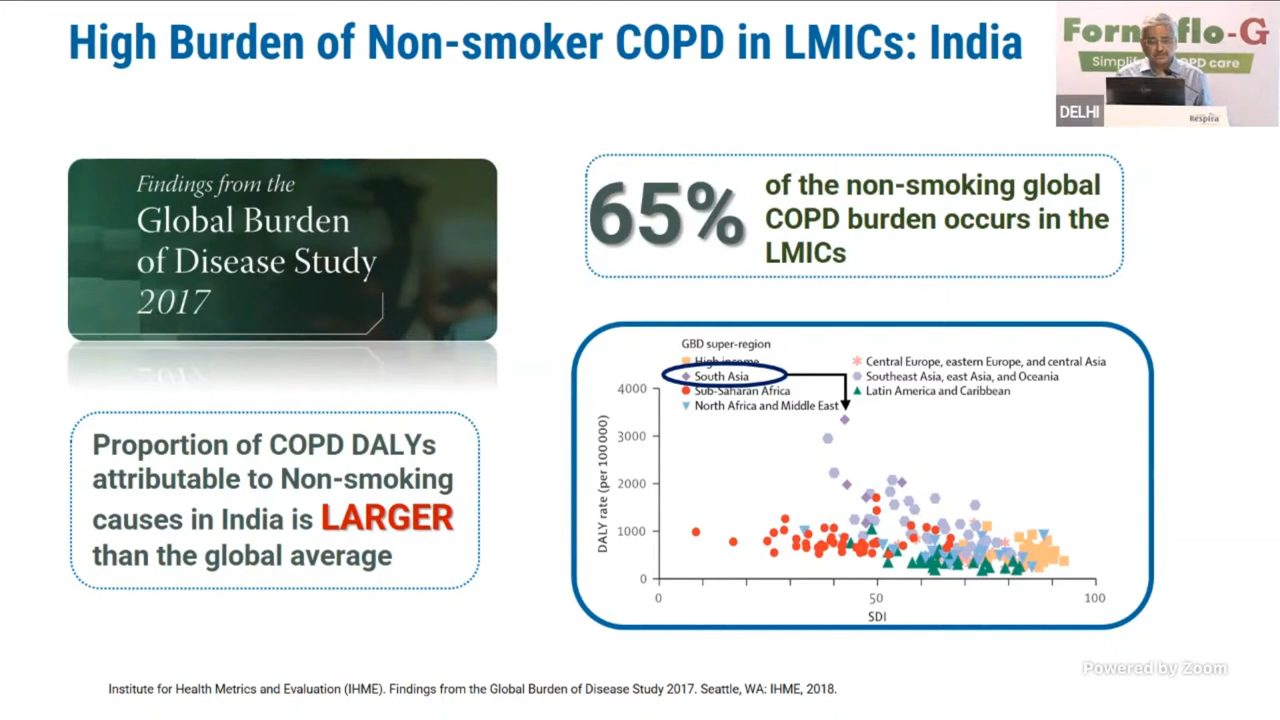 High Burden of Non-smoker COPD in LMICs: India
DELHI
Respira
Findings from the
Global Burden
of Disease Study
2017
65%
of the non-smoking global
COPD burden occurs in the
LMICs
Proportion of COPD DALYs
attributable to Non-smoking
causes in India is LARGER
than the global average
GBD super-region
High income
South Asia
Sub-Saharan Africa
North Africa and Middle East
Central Europe, eastern Europe, and central Asia
Southeast Asia, east Asia, and Oceania
Latin America and Caribbean
DALY rate (per 100 000)
4000
3000
2000
1000
0
0
50
100
SDI
Powered by Zoom
Institute for Health Metrics and Evaluation (IHME). Findings from the Global Burden of Disease Study 2017. Seattle, WA: IHME, 2018.